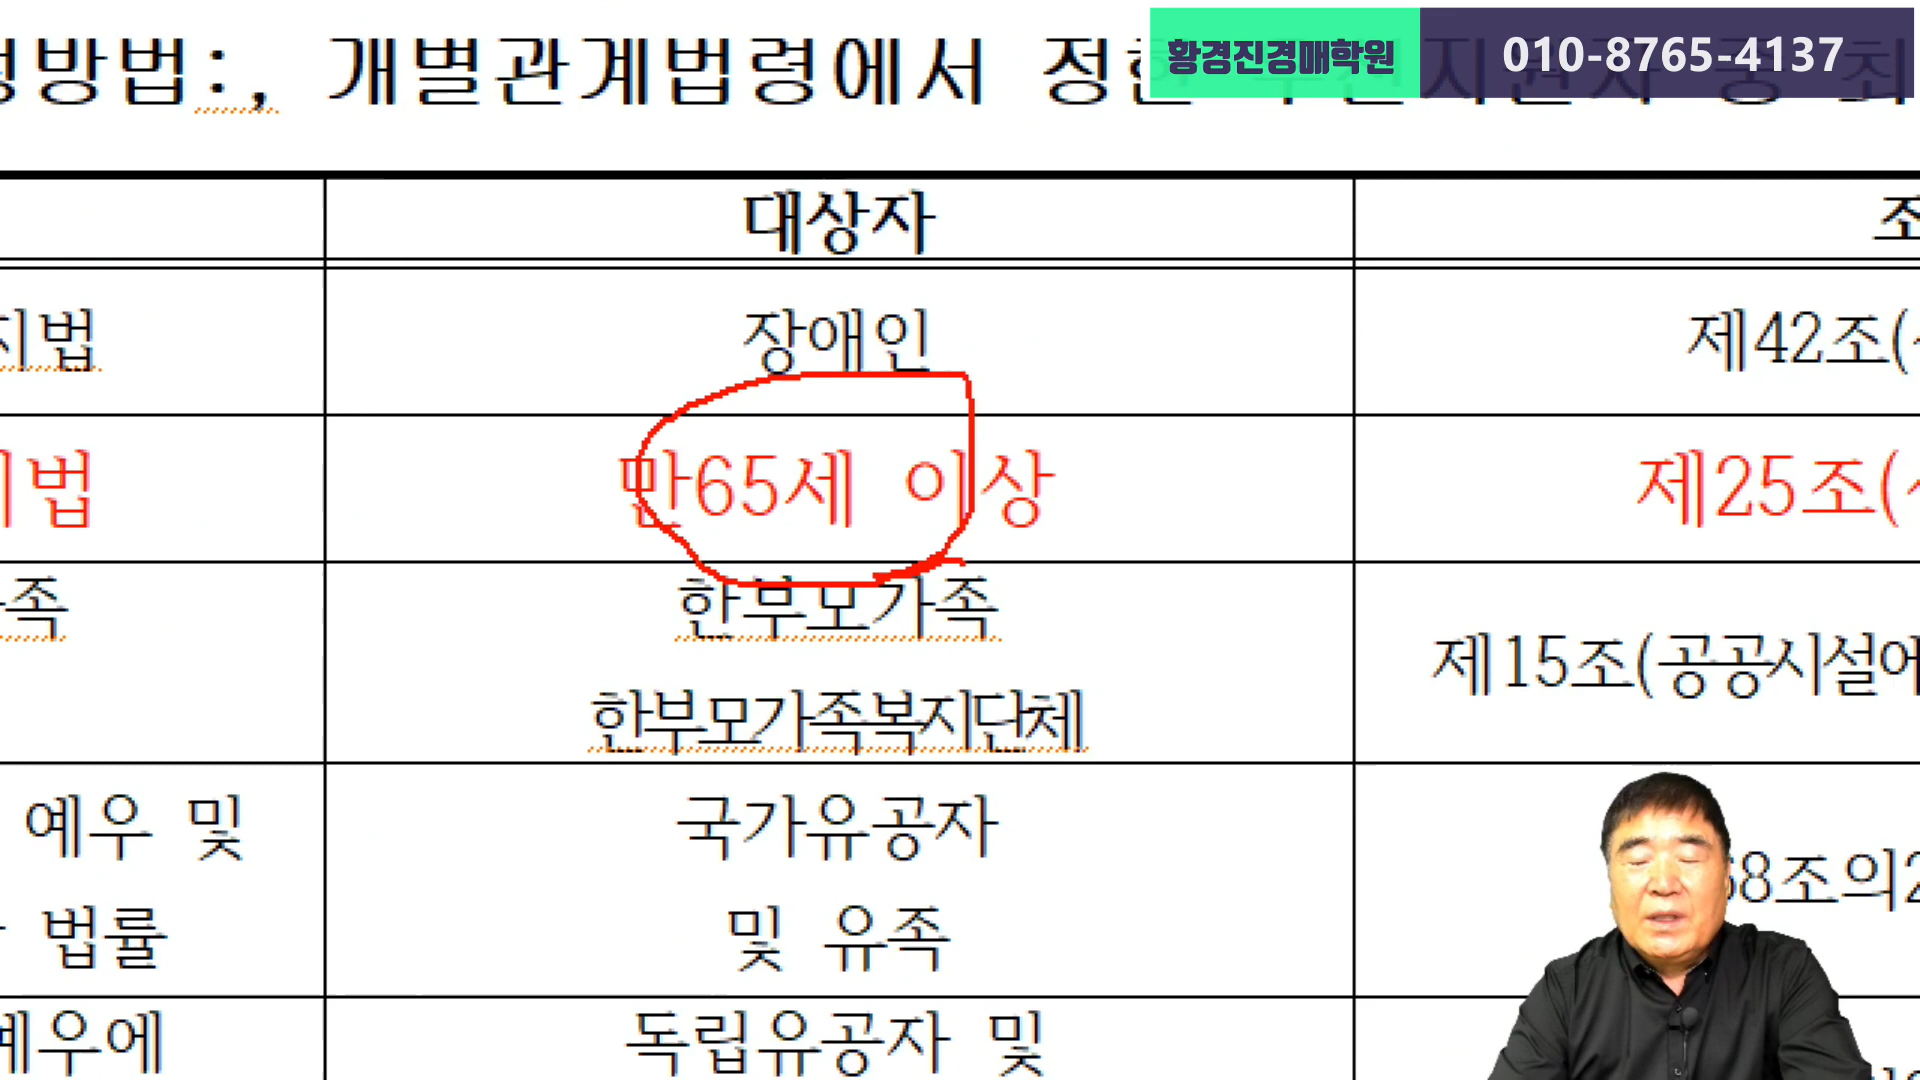 황경진경매학원 010-8765-4137
방법:, 개별관계법령에서
대상자
지법 장애인 제42조(
법 만65세 이상 제25조(
족 한부모가족
제15조(공공시설에
한부모가족복지단체
예우 및 국가유공자
68조의2
법률 및 유족
예우에 독립유공자 및